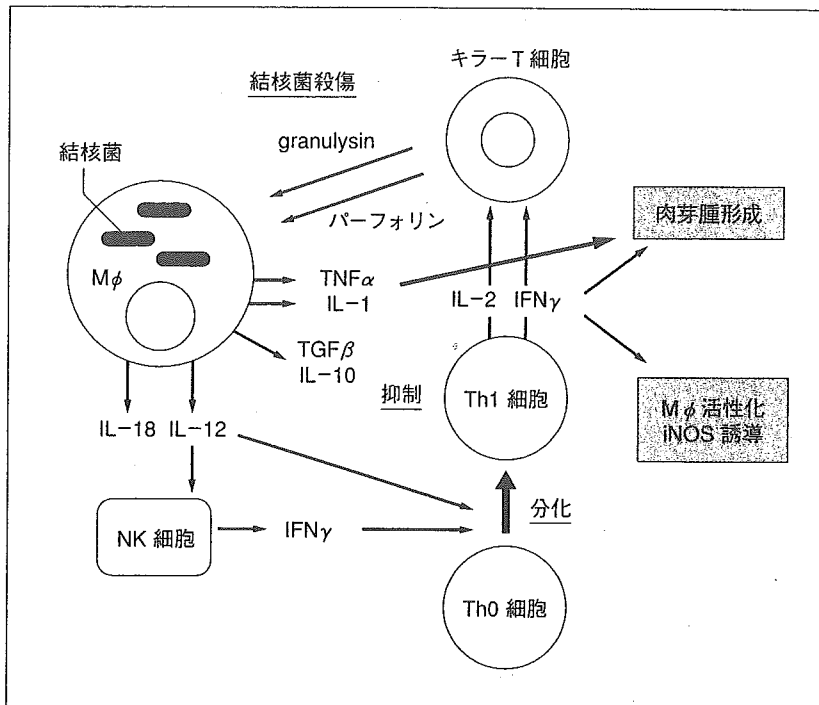 キラーT細胞
結核菌殺傷
granulysin
結核菌
パーフォリン
肉芽腫形成
Mφ
TNFα
IL-1
IL-2 IFNγ
TGFβ
IL-10
抑制
Th1 細胞
Mφ 活性化
iNOS 誘導
IL-18 IL-12
分化
NK 細胞
IFNγ
Th0 細胞